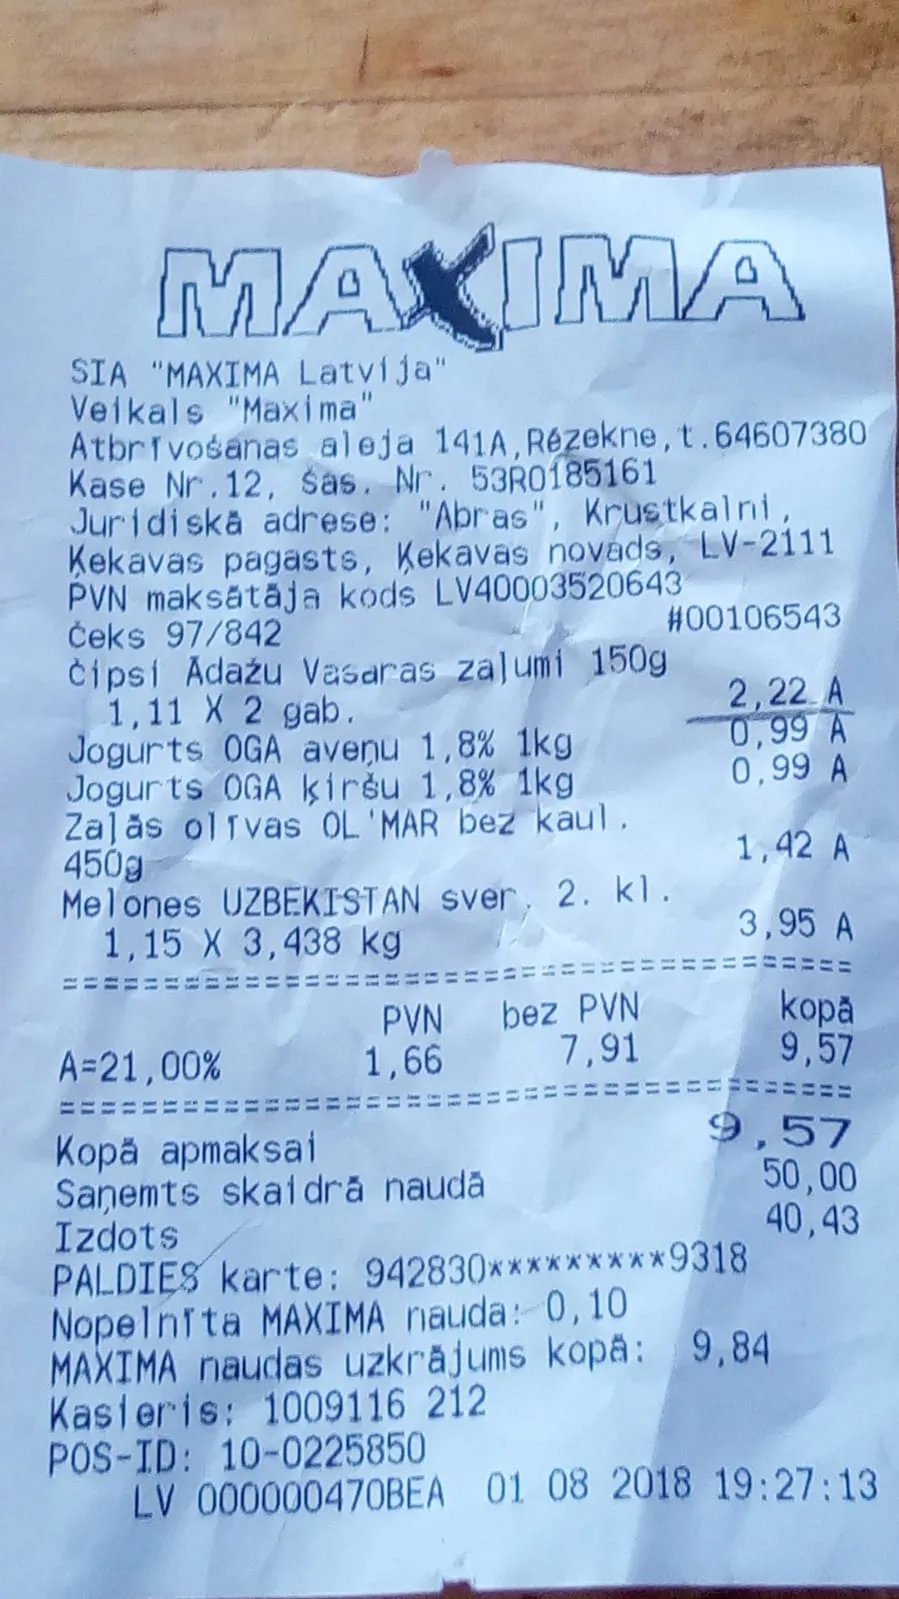 MAXIMA
SIA "MAXIMA Latvija"
Veikals "Maxima"
Atbrīvošanas aleja 141A,Rēzekne,t.64607380
Kase Nr.12, šas. Nr. 53R0185161
Juridiskā adrese: "Abras", Krustkalni,
Ķekavas pagasts, Ķekavas novads, LV-2111
PVN maksātāja kods LV40003520643
Čeks 97/842 #00106543
Čipsi Ādažu Vasaras zaļumi 150g
1,11 X 2 gab. 2,22 A
Jogurts OGA aveņu 1,8% 1kg 0,99 A
Jogurts OGA ķiršu 1,8% 1kg 0,99 A
Zaļās olīvas OL'MAR bez kaul.
450g 1,42 A
Melones UZBEKISTAN sver. 2. kl.
1,15 X 3,438 kg 3,95 A
PVN bez PVN kopā
A=21,00% 1,66 7,91 9,57
Kopā apmaksai 9,57
Saņemts skaidrā naudā 50,00
Izdots 40,43
PALDIES karte: 942830*********9318
Nopelnīta MAXIMA nauda: 0,10
MAXIMA naudas uzkrājums kopā: 9,84
Kasieris: 1009116 212
POS-ID: 10-0225850
LV 000000470BEA 01 08 2018 19:27:13